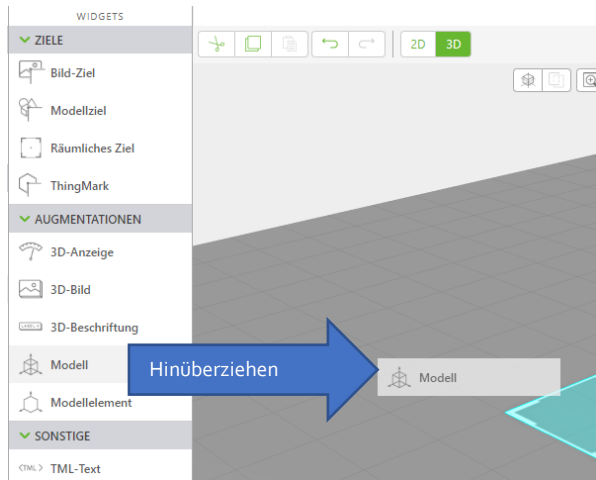 WIDGETS
ZIELE
2D 3D
Bild-Ziel
Modellziel
Räumliches Ziel
ThingMark
AUGMENTATIONEN
3D-Anzeige
3D-Bild
3D-Beschriftung
Modell
Hinüberziehen
Modell
Modellelement
SONSTIGE
<TML> TML-Text